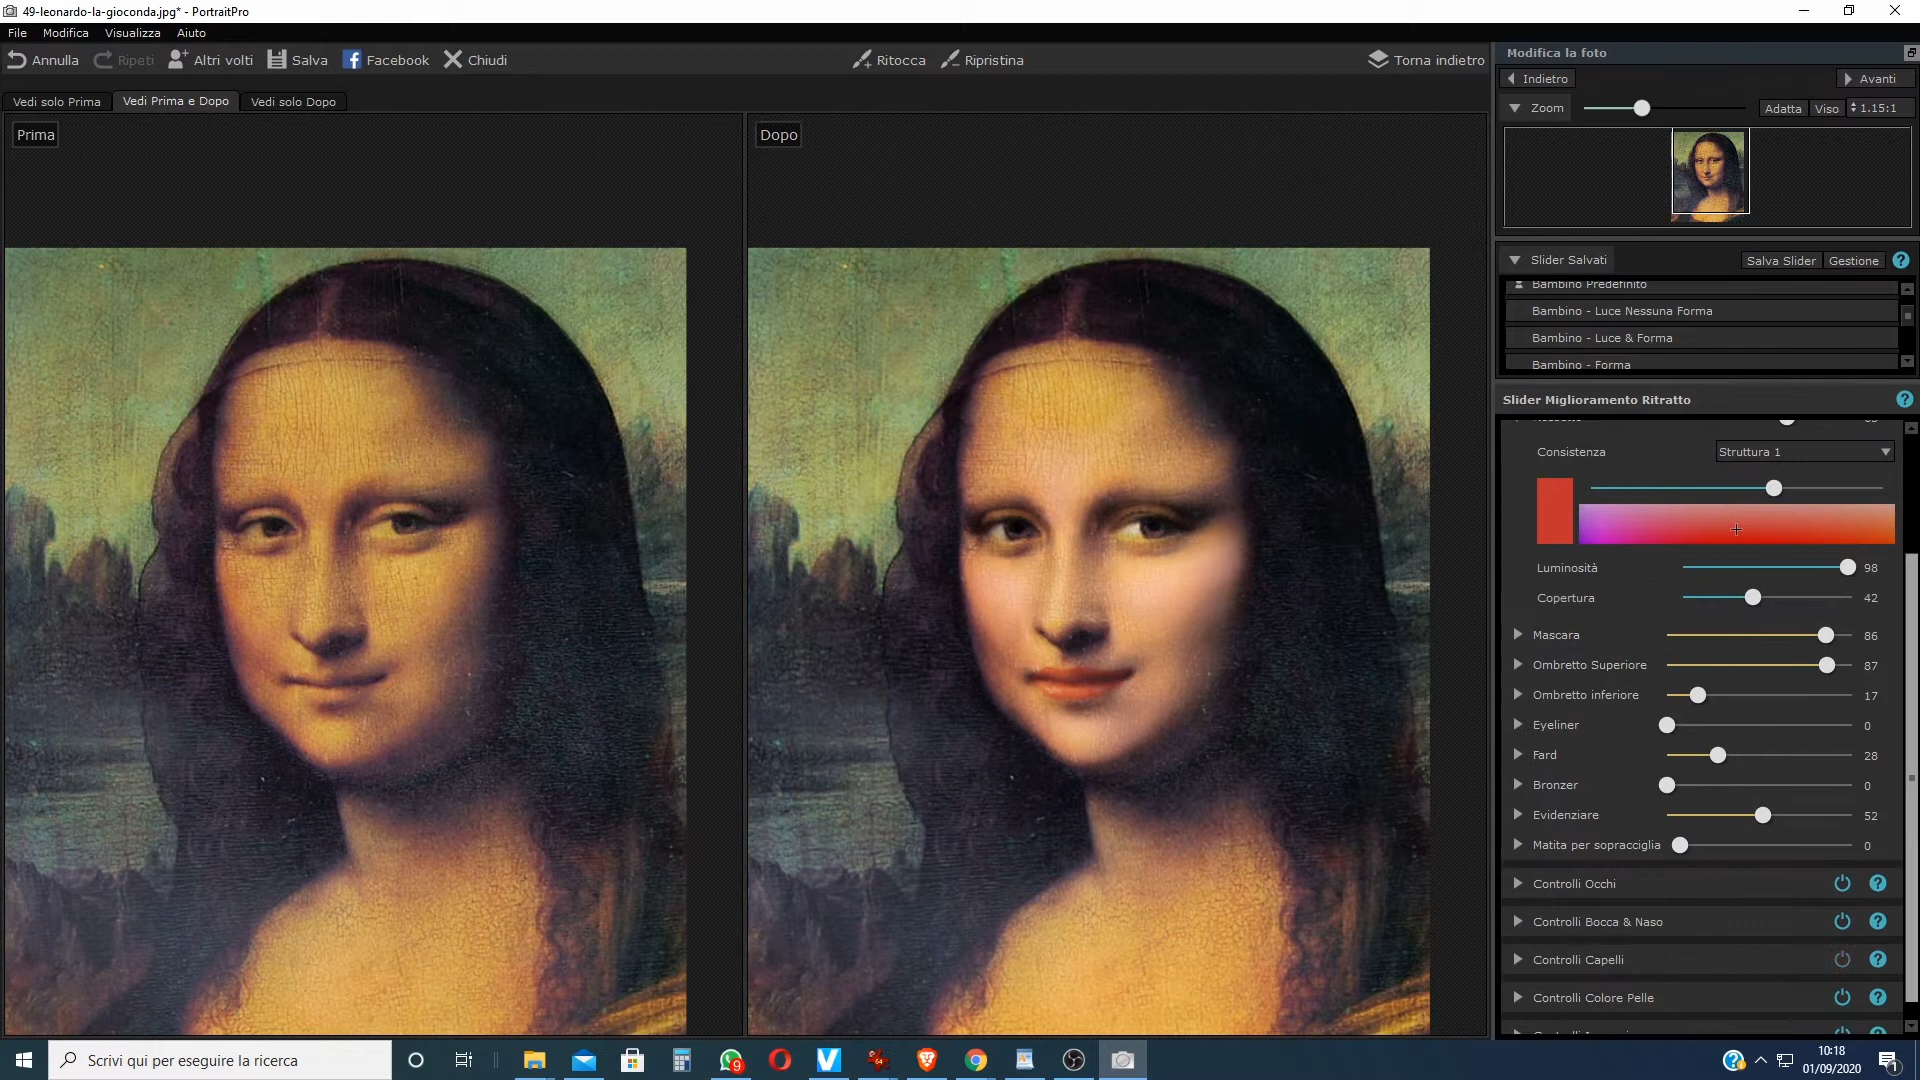 49-leonardo-la-gioconda.jpg* - PortraitPro
File Modifica Visualizza Aiuto
Annulla Ripeti Altri volti Salva Facebook Chiudi Ritocca Ripristina Torna indietro
Vedi solo Prima Vedi Prima e Dopo Vedi solo Dopo
Prima
Dopo
Modifica la foto
Indietro Avanti
Zoom Adatta Viso 1.15:1
Slider Salvati Salva Slider Gestione ?
Bambino Predefinito
Bambino - Luce Nessuna Forma
Bambino - Luce & Forma
Bambino - Forma
Slider Miglioramento Ritratto ?
Consistenza Struttura 1
Luminosità 98
Copertura 42
Mascara 86
Ombretto Superiore 87
Ombretto inferiore 17
Eyeliner 0
Fard 28
Bronzer 0
Evidenziare 52
Matita per sopracciglia 0
Controlli Occhi ?
Controlli Bocca & Naso ?
Controlli Capelli ?
Controlli Colore Pelle ?
Scrivi qui per eseguire la ricerca
9
64
10:18
01/09/2020
1